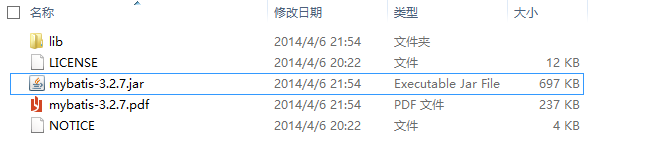 名称 修改日期 类型 大小
lib 2014/4/6 21:54 文件夹
LICENSE 2014/4/6 20:22 文件 12 KB
mybatis-3.2.7.jar 2014/4/6 21:54 Executable Jar File 697 KB
mybatis-3.2.7.pdf 2014/4/6 21:54 PDF 文件 237 KB
NOTICE 2014/4/6 20:22 文件 4 KB